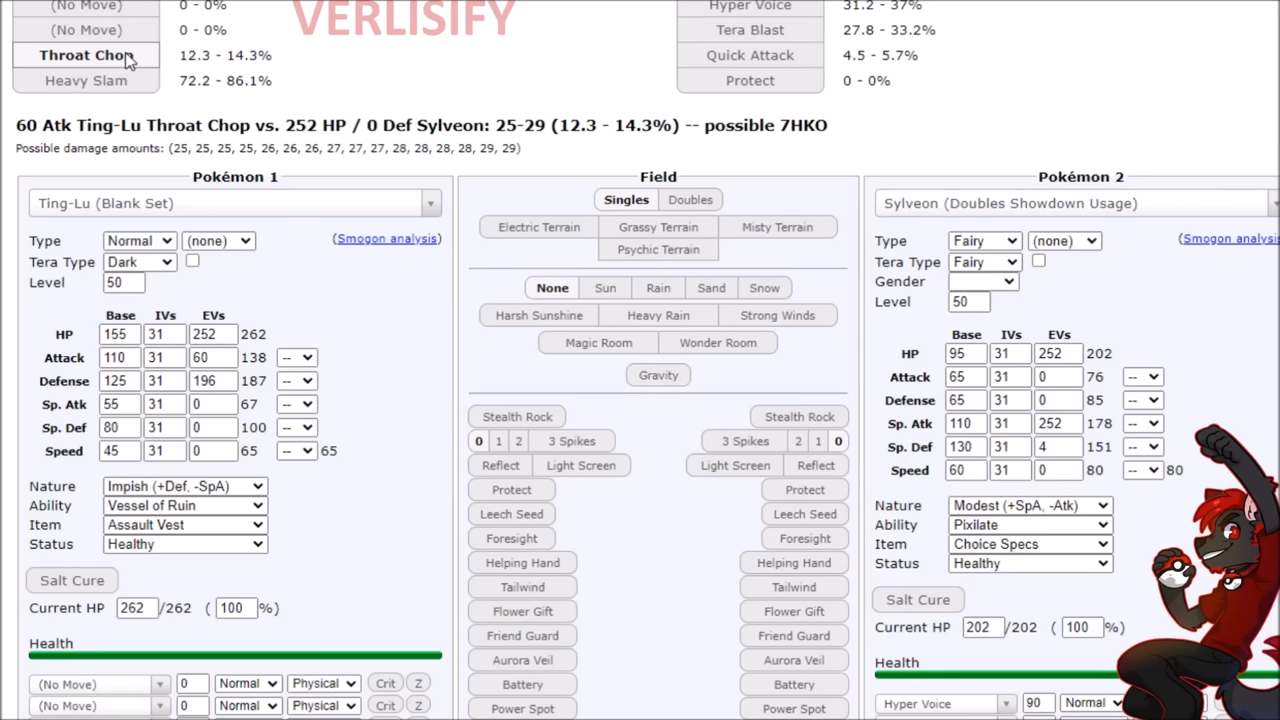 (No Move) 0 - 0% VERLISIFY Hyper Voice 31.2 - 37%
(No Move) 0 - 0% Tera Blast 27.8 - 33.2%
Throat Chop 12.3 - 14.3% Quick Attack 4.5 - 5.7%
Heavy Slam 72.2 - 86.1% Protect 0 - 0%
60 Atk Ting-Lu Throat Chop vs. 252 HP / 0 Def Sylveon: 25-29 (12.3 - 14.3%) -- possible 7HKO
Possible damage amounts: (25, 25, 25, 25, 26, 26, 26, 27, 27, 27, 28, 28, 28, 28, 29, 29)
Pokémon 1
Ting-Lu (Blank Set)
Type Normal (none) (Smogon analysis)
Tera Type Dark
Level 50
Base IVs EVs
HP 155 31 252 262
Attack 110 31 60 138 --
Defense 125 31 196 187 --
Sp. Atk 55 31 0 67 --
Sp. Def 80 31 0 100 --
Speed 45 31 0 65 -- 65
Nature Impish (+Def, -SpA)
Ability Vessel of Ruin
Item Assault Vest
Status Healthy
Salt Cure
Current HP 262 /262 ( 100 %)
Health
(No Move) 0 Normal Physical Crit Z
(No Move) 0 Normal Physical Crit Z
Field
Singles Doubles
Electric Terrain Grassy Terrain Misty Terrain
Psychic Terrain
None Sun Rain Sand Snow
Harsh Sunshine Heavy Rain Strong Winds
Magic Room Wonder Room
Gravity
Stealth Rock Stealth Rock
0 1 2 3 Spikes 3 Spikes 2 1 0
Reflect Light Screen Light Screen Reflect
Protect Protect
Leech Seed Leech Seed
Foresight Foresight
Helping Hand Helping Hand
Tailwind Tailwind
Flower Gift Flower Gift
Friend Guard Friend Guard
Aurora Veil Aurora Veil
Battery Battery
Power Spot Power Spot
Pokémon 2
Sylveon (Doubles Showdown Usage)
Type Fairy (none) (Smogon analysis
Tera Type Fairy
Gender
Level 50
Base IVs EVs
HP 95 31 252 202
Attack 65 31 0 76 --
Defense 65 31 0 85 --
Sp. Atk 110 31 252 178 --
Sp. Def 130 31 4 151 --
Speed 60 31 0 80 -- 80
Nature Modest (+SpA, -Atk)
Ability Pixilate
Item Choice Specs
Status Healthy
Salt Cure
Current HP 202 /202 ( 100 %)
Health
Hyper Voice 90 Normal